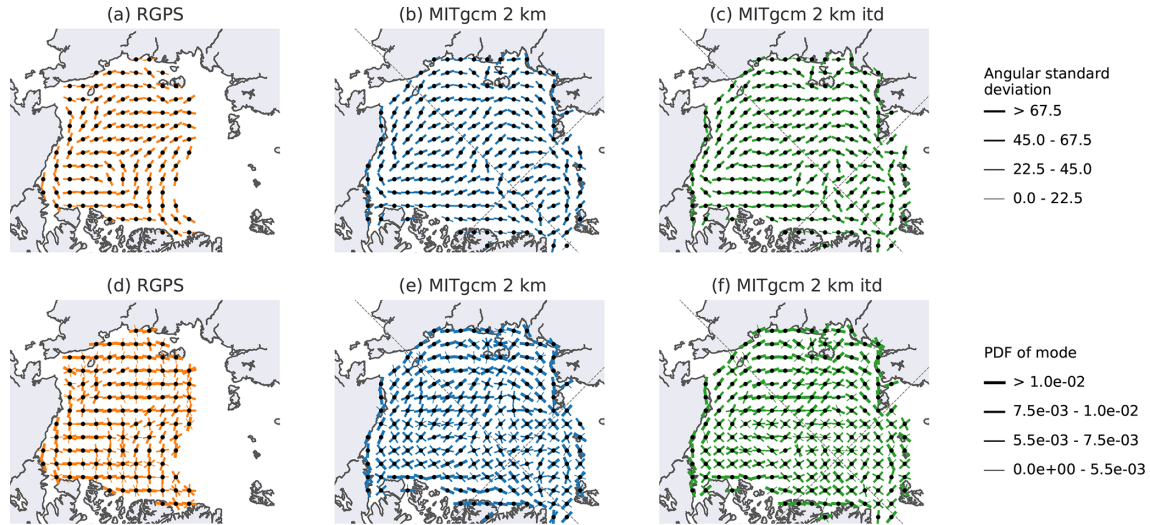 (a) RGPS
(b) MITgcm 2 km
(c) MITgcm 2 km itd
Angular standard
deviation
> 67.5
45.0 - 67.5
22.5 - 45.0
0.0 - 22.5
(d) RGPS
(e) MITgcm 2 km
(f) MITgcm 2 km itd
PDF of mode
> 1.0e-02
7.5e-03 - 1.0e-02
5.5e-03 - 7.5e-03
0.0e+00 - 5.5e-03